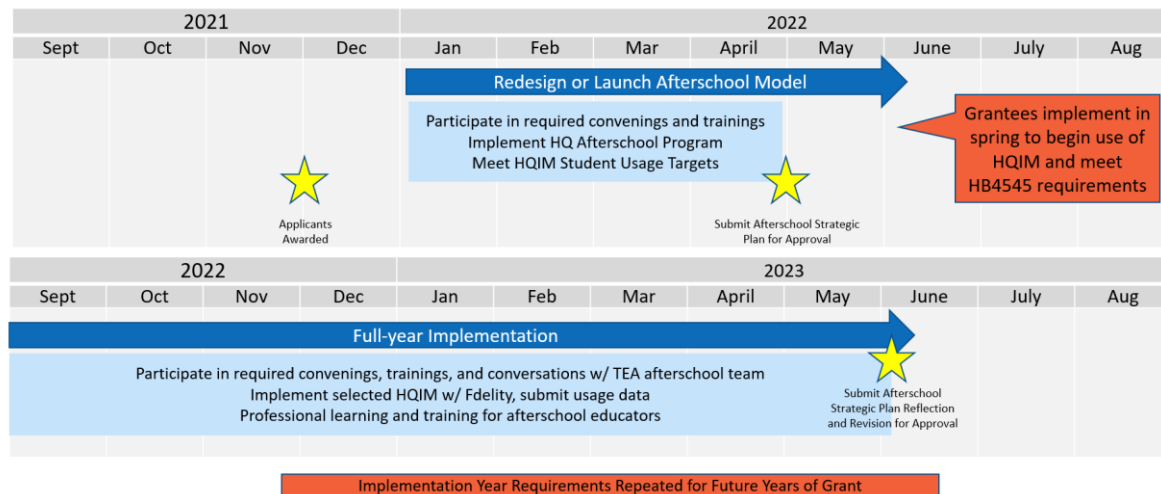 2021 2022
Sept Oct Nov Dec Jan Feb Mar April May June July Aug
Redesign or Launch Afterschool Model
Participate in required convenings and trainings
Implement HQ Afterschool Program
Meet HQIM Student Usage Targets
Grantees implement in
spring to begin use of
HQIM and meet
HB4545 requirements
Applicants
Awarded
Submit Afterschool Strategic
Plan for Approval
2022 2023
Sept Oct Nov Dec Jan Feb Mar April May June July Aug
Full-year Implementation
Participate in required convenings, trainings, and conversations w/ TEA afterschool team
Implement selected HQIM w/ Fdelity, submit usage data
Professional learning and training for afterschool educators
Submit Afterschool
Strategic Plan Reflection
and Revision for Approval
Implementation Year Requirements Repeated for Future Years of Grant